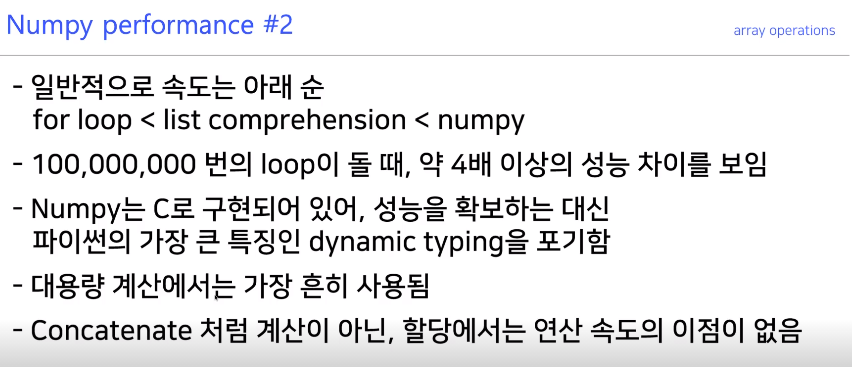 Numpy performance #2
array operations
- 일반적으로 속도는 아래 순
for loop < list comprehension < numpy
- 100,000,000 번의 loop이 돌 때, 약 4배 이상의 성능 차이를 보임
- Numpy는 C로 구현되어 있어, 성능을 확보하는 대신
파이썬의 가장 큰 특징인 dynamic typing을 포기함
- 대용량 계산에서는 가장 흔히 사용됨
- Concatenate 처럼 계산이 아닌, 할당에서는 연산 속도의 이점이 없음